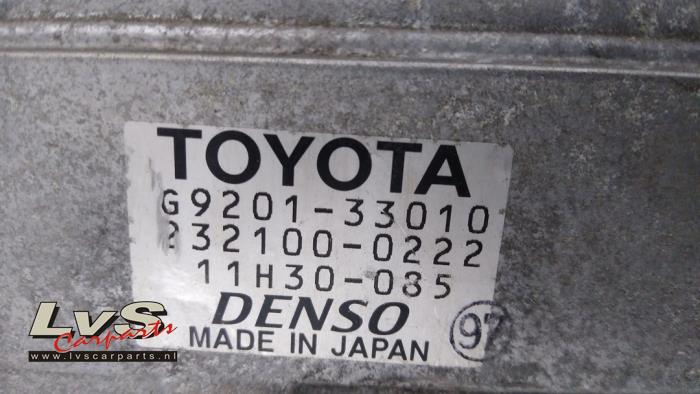 TOYOTA
G9201-33010
232100-0222
11H30-085
DENSO
97
MADE IN JAPAN
LvS
Carparts
www.lvscarparts.nl